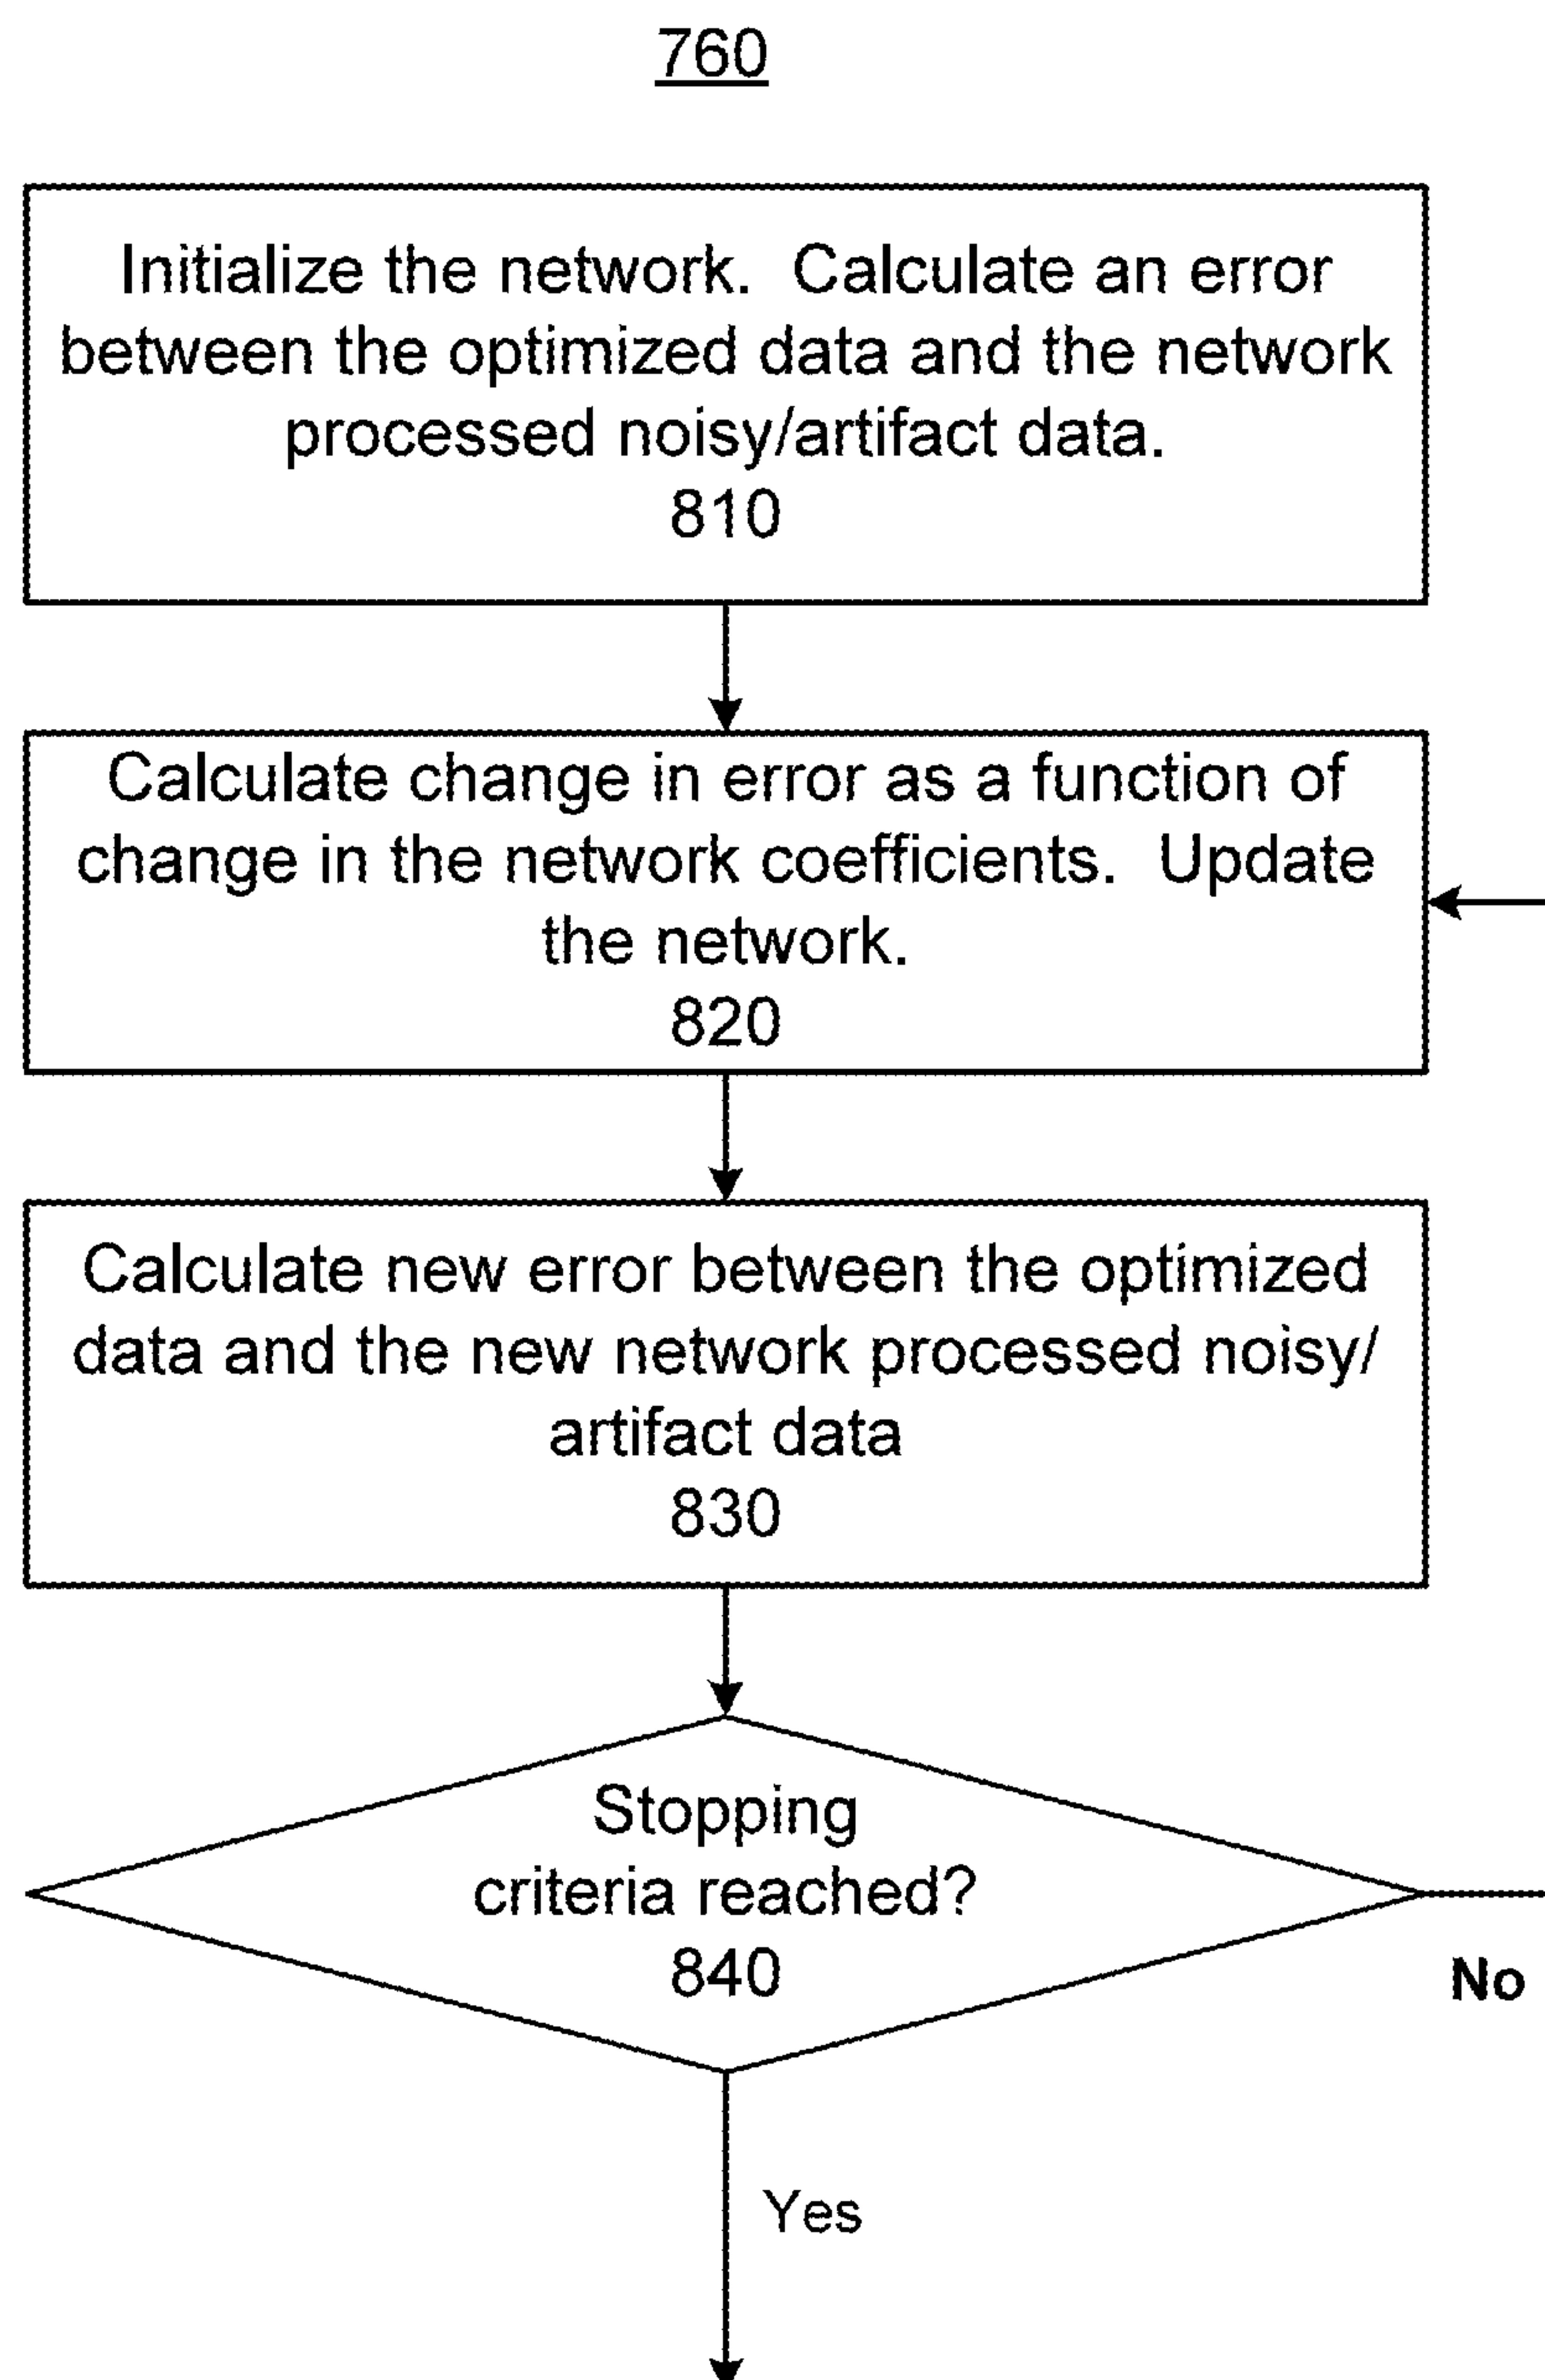 760
Initialize the network.  Calculate an error
between the optimized data and the network
processed noisy/artifact data.
810
Calculate change in error as a function of
change in the network coefficients.  Update
the network.
820
Calculate new error between the optimized
data and the new network processed noisy/
artifact data
830
Stopping
criteria reached?
840
No
Yes